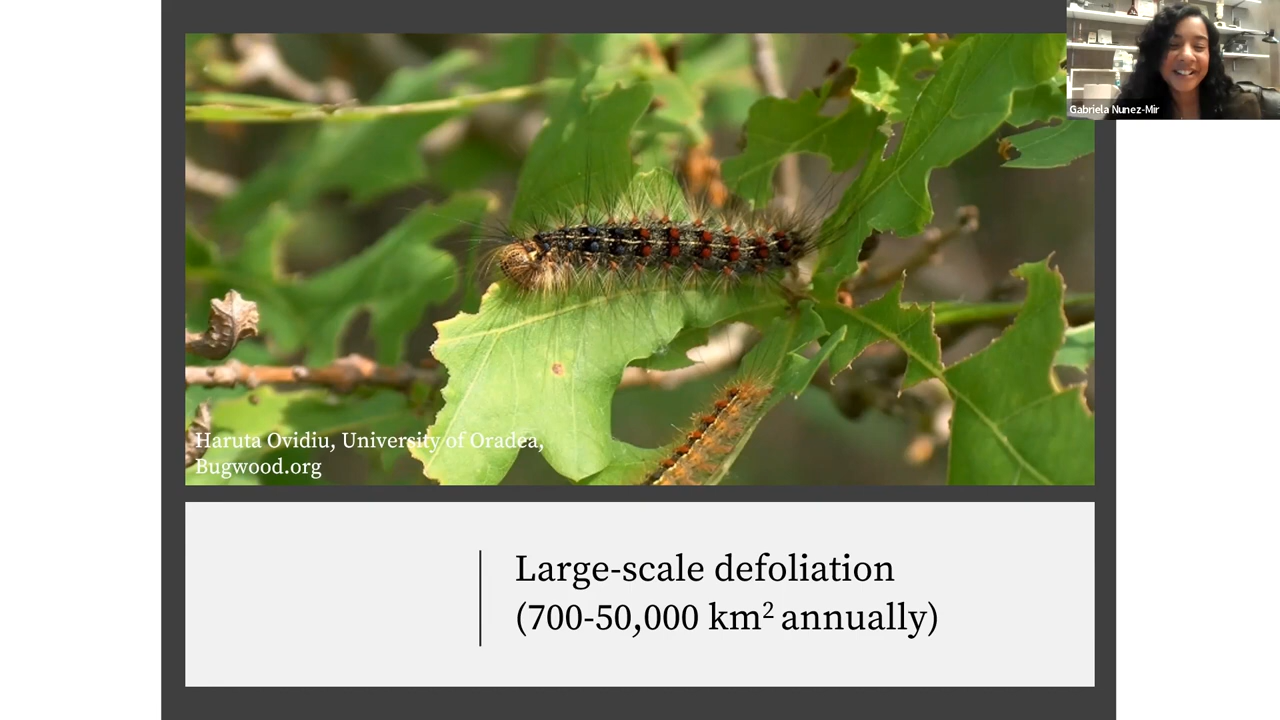 Gabriela Nunez-Mir
Haruta Ovidiu, University of Oradea,
Bugwood.org
Large-scale defoliation
(700-50,000 km² annually)